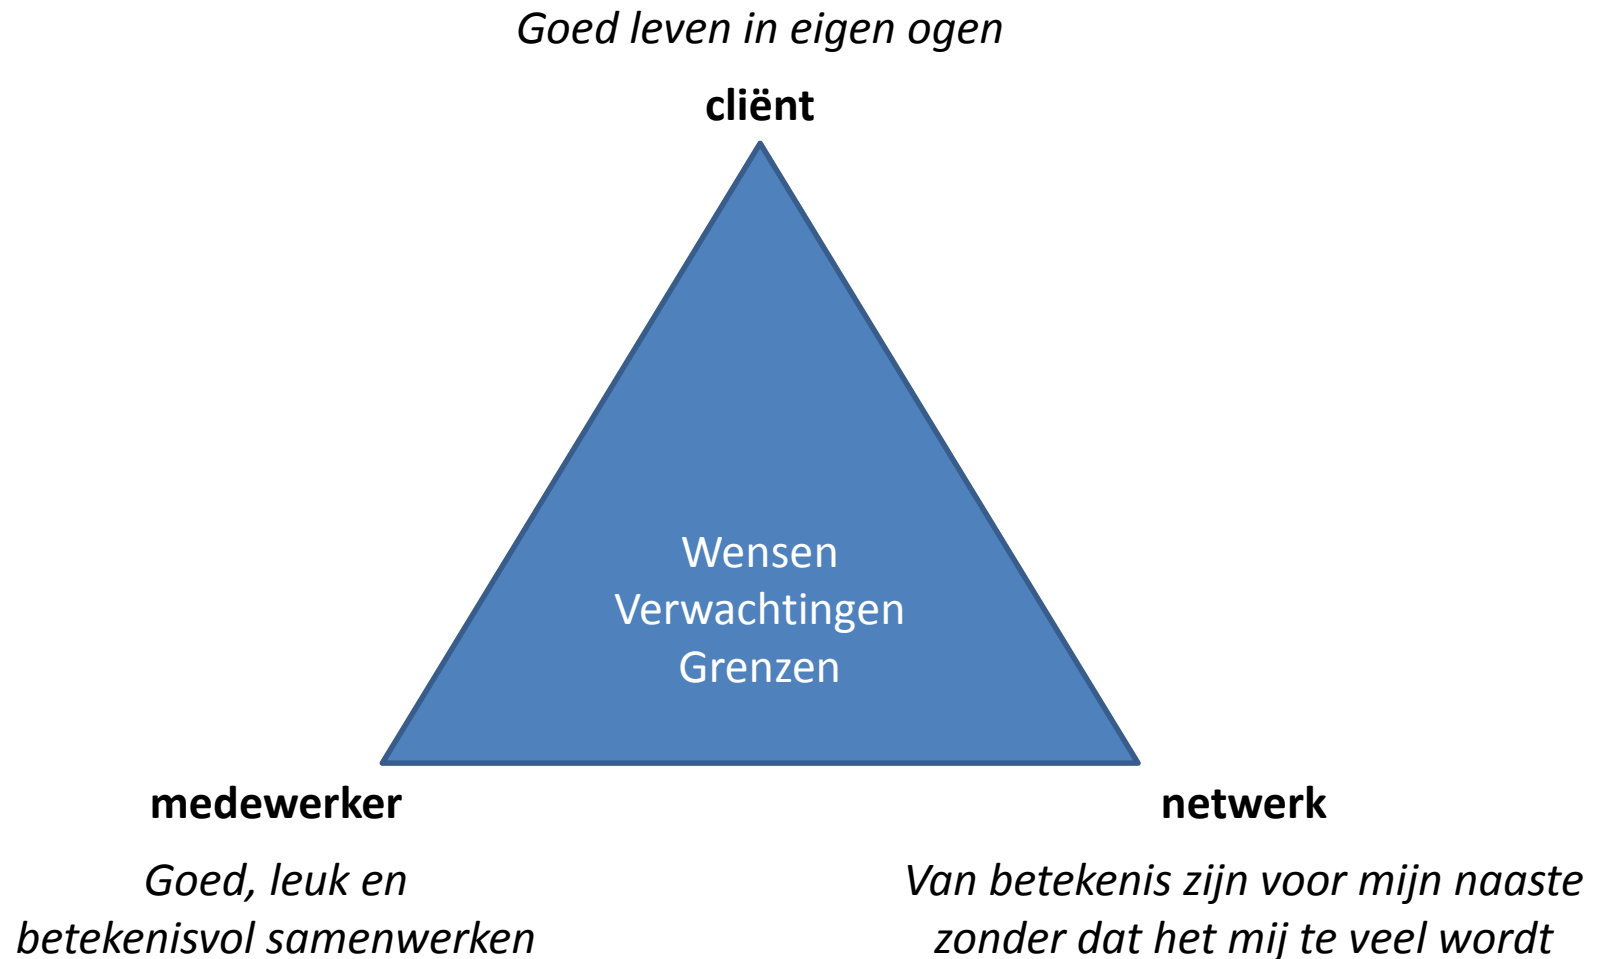 Goed leven in eigen ogen
cliënt
Wensen
Verwachtingen
Grenzen
medewerker
Goed, leuk en
betekenisvol samenwerken
netwerk
Van betekenis zijn voor mijn naaste
zonder dat het mij te veel wordt